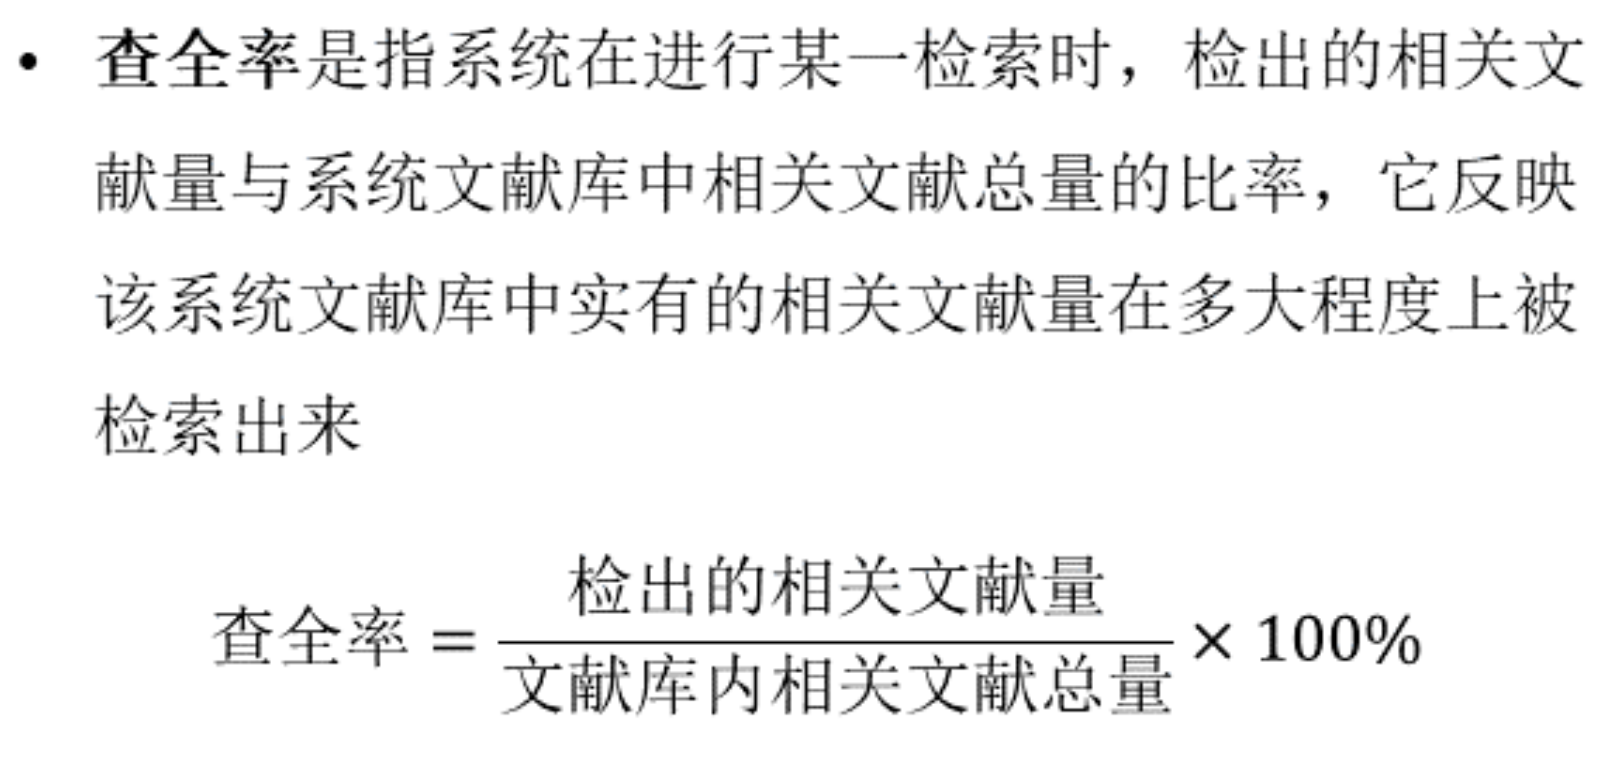 • 查全率是指系统在进行某一检索时，检出的相关文
献量与系统文献库中相关文献总量的比率，它反映
该系统文献库中实有的相关文献量在多大程度上被
检索出来
检出的相关文献量
查全率 = × 100%
文献库内相关文献总量